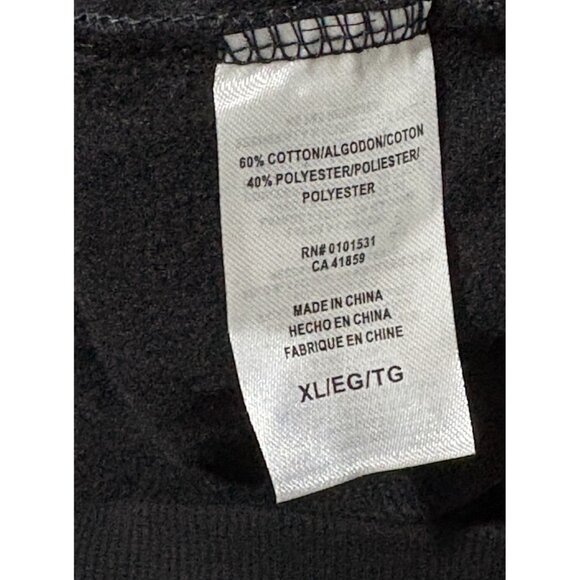 60% COTTON/ALGODON/COTON
40% POLYESTER/POLIESTER/
POLYESTER
RN# 0101531
CA 41859
MADE IN CHINA
HECHO EN CHINA
FABRIQUE EN CHINE
XL/EG/TG